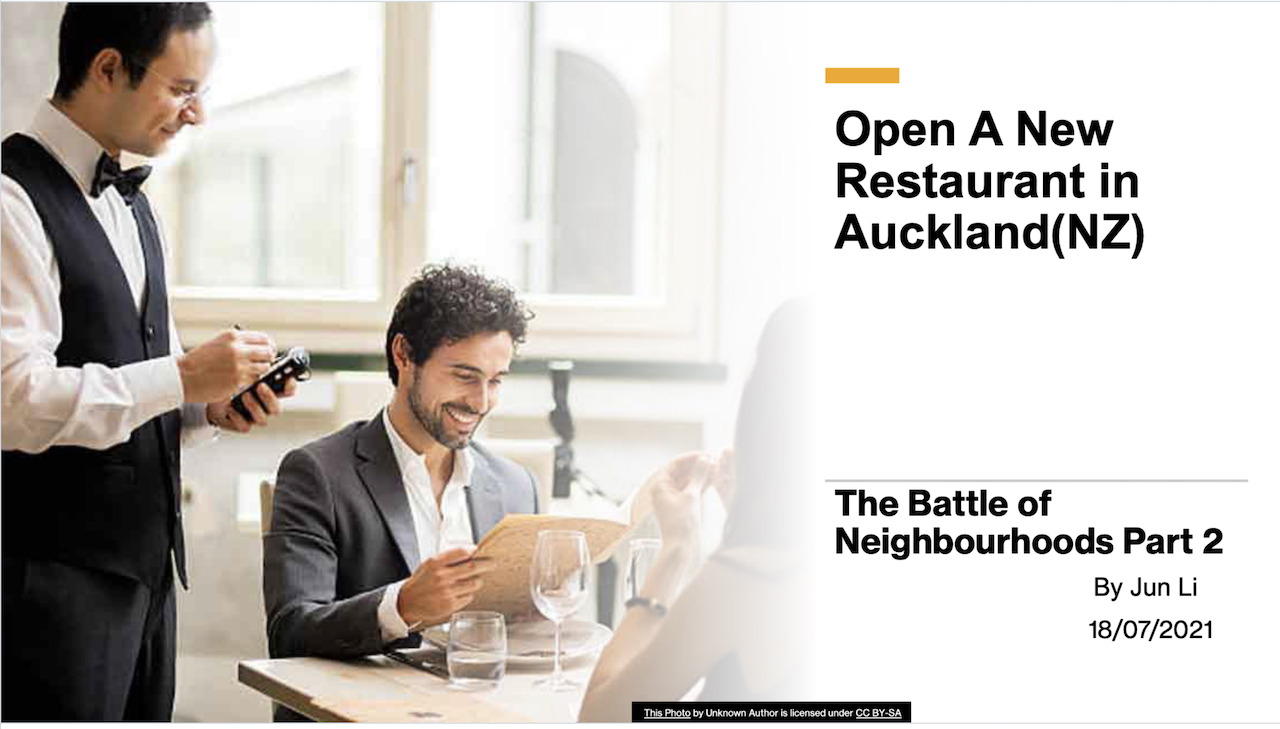 Open A New
Restaurant in
Auckland(NZ)
The Battle of
Neighbourhoods Part 2
By Jun Li
18/07/2021
This Photo by Unknown Author is licensed under CC BY-SA